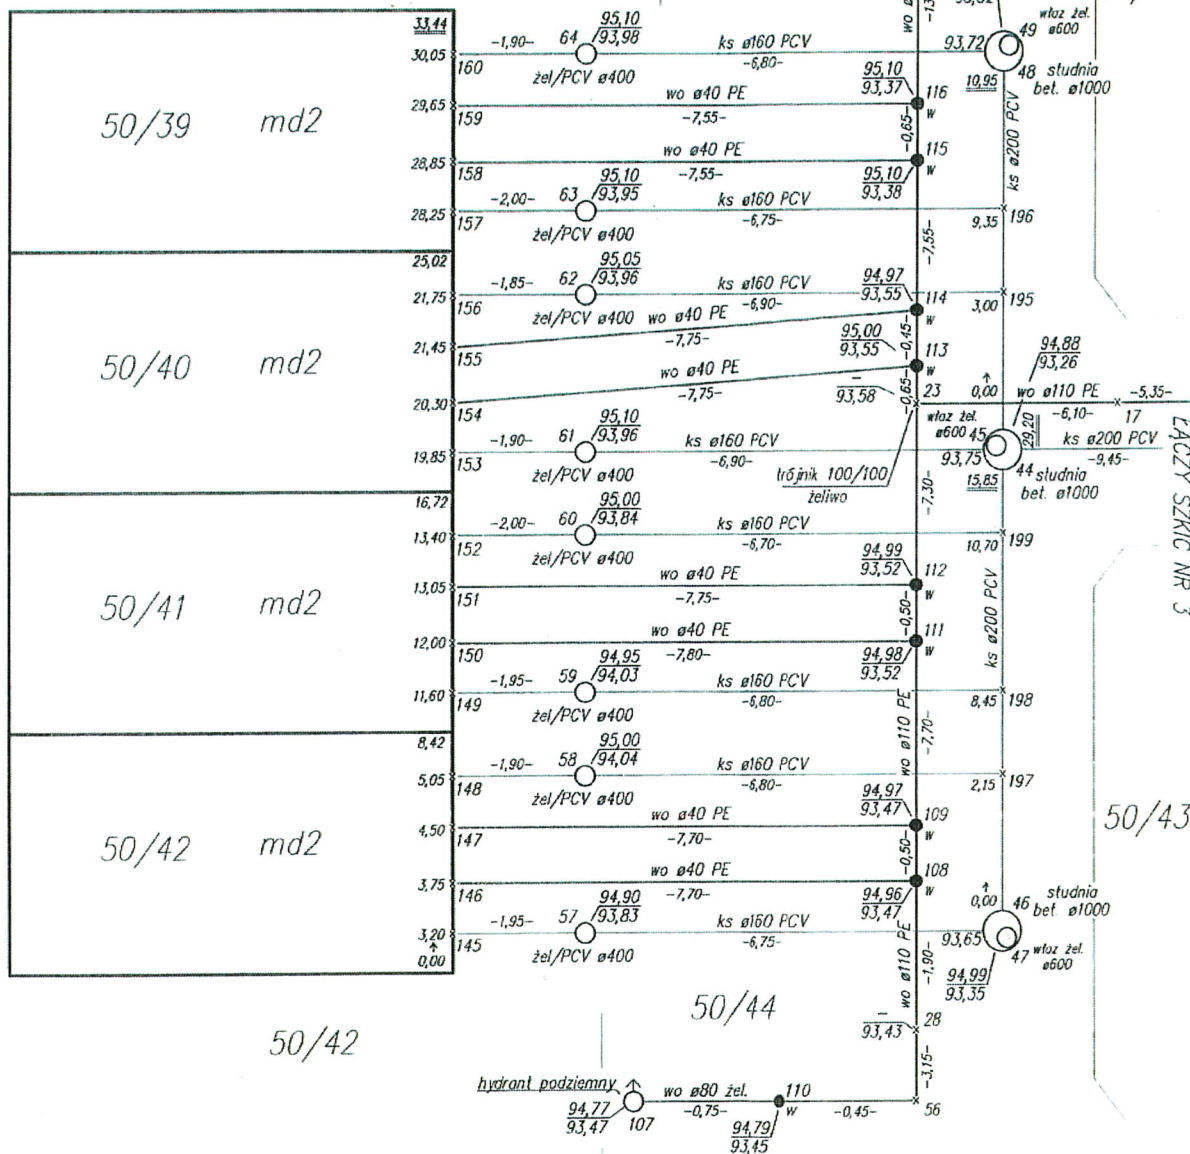 33,44
-1,90-
64
95,10
93,98
ks ø160 PCV
-6,80-
93,72
49
właz żel.
ø600
30,05
160
żel/PCV ø400
95,10
93,37
116
w
10,95
48 studnia
bet. ø1000
wo ø40 PE
29,65
159
-7,55-
-0,65-
50/39 md2
wo ø40 PE
115
w
28,85
158
-7,55-
95,10
93,38
ks ø200 PCV
-2,00-
63
95,10
93,95
ks ø160 PCV
28,25
157
-6,75-
9,35
196
żel/PCV ø400
-7,55-
25,02
-1,85-
62
95,05
93,96
ks ø160 PCV
94,97
93,55
21,75
156
-6,90-
114
w
3,00
195
żel/PCV ø400
wo ø40 PE
-7,75-
-0,45-
21,45
155
95,00
93,55
113
w
94,88
93,26
50/40 md2
wo ø40 PE
-7,75-
-
93,58
-0,65-
23
0,00
wo ø110 PE
-5,35-
20,30
154
-6,10-
17
właz żel.
ø600
45
29,20
ks ø200 PCV
-1,90-
61
95,10
93,96
ks ø160 PCV
93,75
19,85
153
-6,90-
-9,45-
44 studnia
bet. ø1000
żel/PCV ø400
trójnik 100/100
żeliwo
15,85
-7,30-
ŁĄCZY SZKIC NR 3
16,72
-2,00-
60
95,00
93,84
ks ø160 PCV
13,40
152
-6,70-
10,70
199
żel/PCV ø400
94,99
93,52
112
w
wo ø40 PE
13,05
151
-7,75-
-0,50-
50/41 md2
wo ø40 PE
111
w
12,00
150
-7,80-
94,98
93,52
ks ø200 PCV
-1,95-
59
94,95
94,03
ks ø160 PCV
11,60
149
-6,80-
8,45
198
żel/PCV ø400
wo ø110 PE
-7,70-
8,42
-1,90-
58
95,00
94,04
ks ø160 PCV
5,05
148
-6,80-
2,15
197
żel/PCV ø400
94,97
93,47
109
w
wo ø40 PE
4,50
147
-7,70-
-0,50-
50/43
50/42 md2
wo ø40 PE
108
w
3,75
146
-7,70-
94,96
93,47
0,00
46 studnia
bet. ø1000
-1,95-
57
94,90
93,83
ks ø160 PCV
3,20
145
-6,75-
93,65
47
właz żel.
ø600
0,00
żel/PCV ø400
wo ø110 PE
-1,90-
94,99
93,35
50/44
-
93,43
28
50/42
-3,15-
hydrant podziemny
wo ø80 żel.
110
w
94,77
93,47
107
-0,75-
-0,45-
56
94,79
93,45